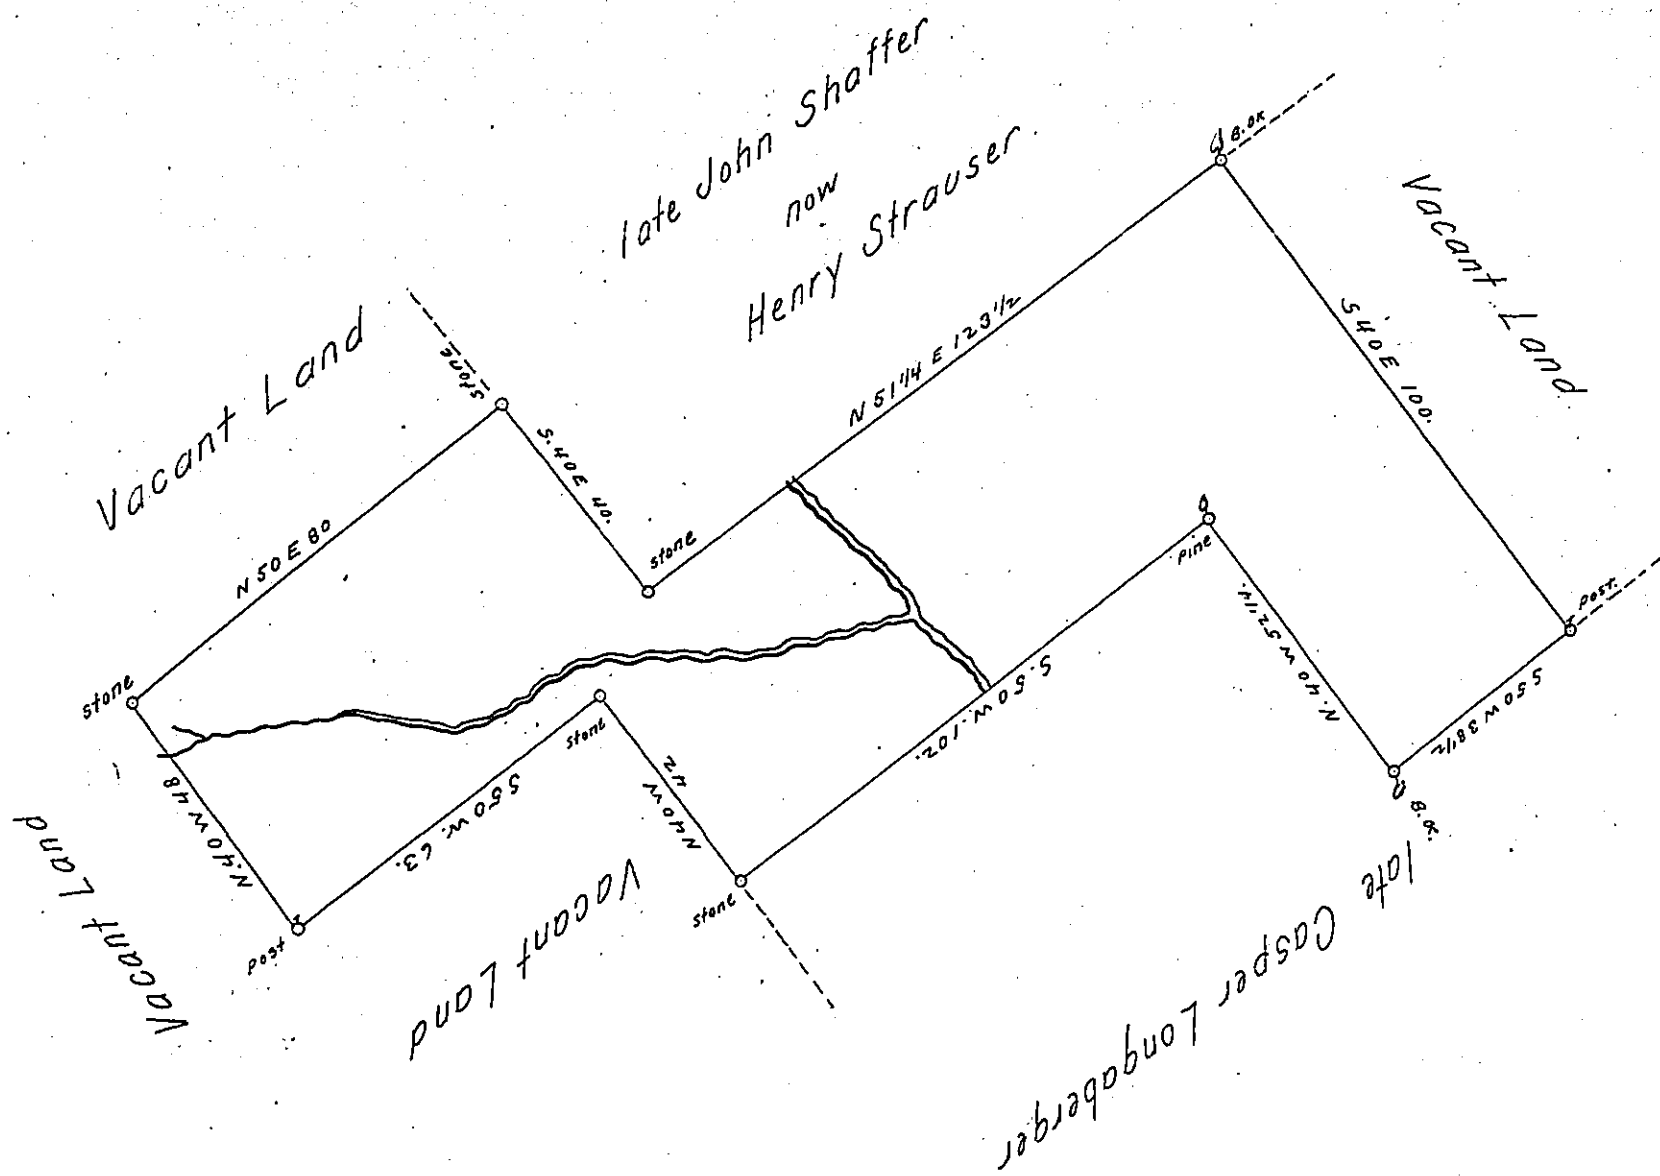 late John Shaffer
now
Henry Strauser.
B.OK
Vacant Land
stone
Vacant Land
N 51 1/4 E 123 1/2
S 40 E 100.
S. 40 E 40.
N 50 E 80
stone
Pine
Post.
N. 40 W 52 1/4.
stone
stone
S. 50 W. 102.
S 50 W 38 1/2
N 40 W 42
S 50 W. 63.
N. 40 W 48
B.OK.
stone
Post
Vacant Land
Vacant Land
late Casper Longaberger